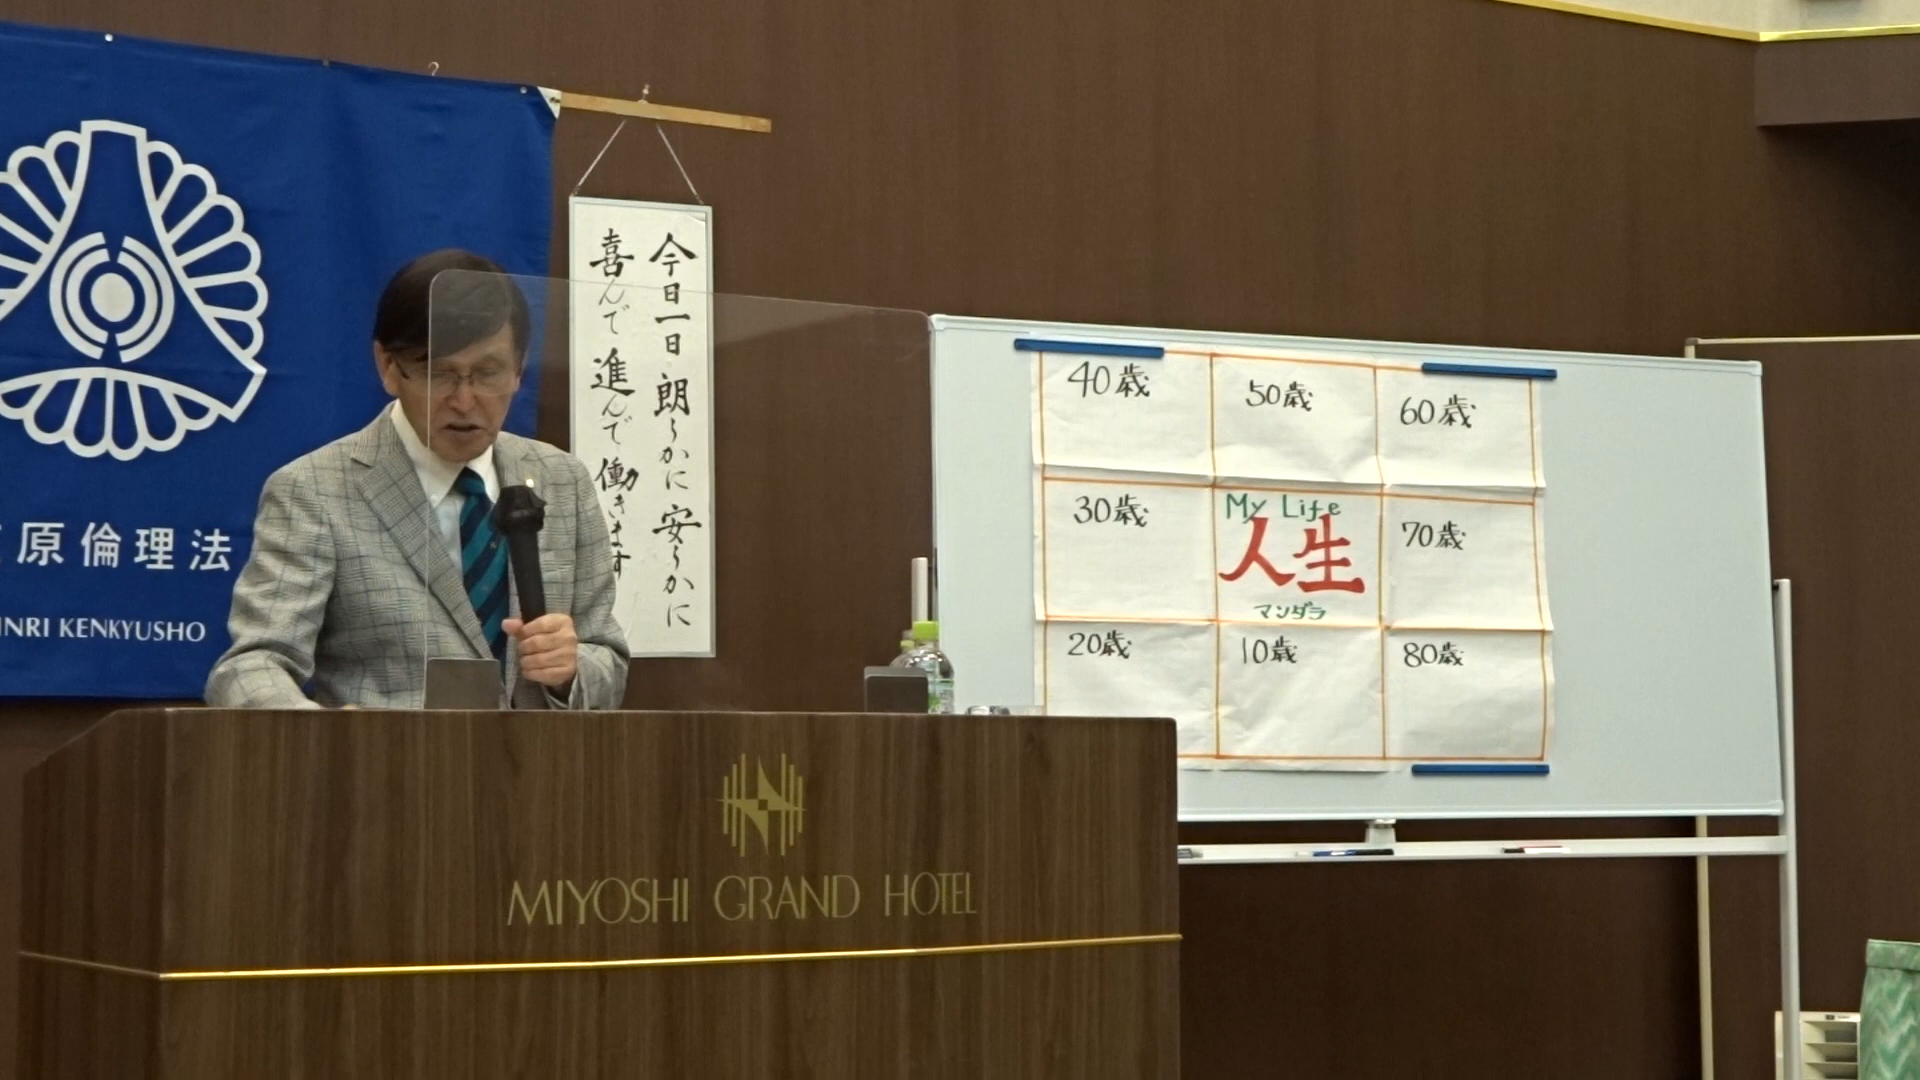 原倫理法
INRI KENKYUSHO
今日一日 朗らかに 安らかに
喜んで 進んで 働きます
40歳
50歳
60歳
30歳
My Life
人生
マンダラ
70歳
20歳
10歳
80歳
MIYOSHI GRAND HOTEL